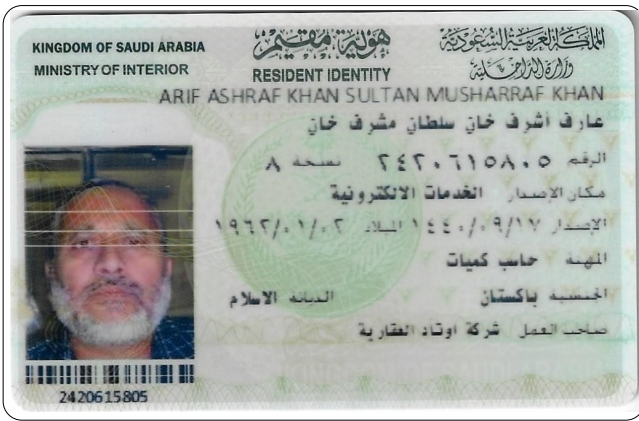 المملكة العربية السعودية
وزارة الداخلية
هوية مقيم
RESIDENT IDENTITY
KINGDOM OF SAUDI ARABIA
MINISTRY OF INTERIOR
ARIF ASHRAF KHAN SULTAN MUSHARRAF KHAN
عارف أشرف خان سلطان مشرف خان
الرقم ٢٤٢٠٦١٥٨٠٥ نسخة ٨
مكان الإصدار الخدمات الالكترونية
الإصدار ١٤٤٠/٠٩/١٧ الميلاد ١٩٦٢/٠١/٠٢
المهنة حاسب كميات
الجنسية باكستان الديانة الاسلام
صاحب العمل شركة اوتاد العقارية
2420615805